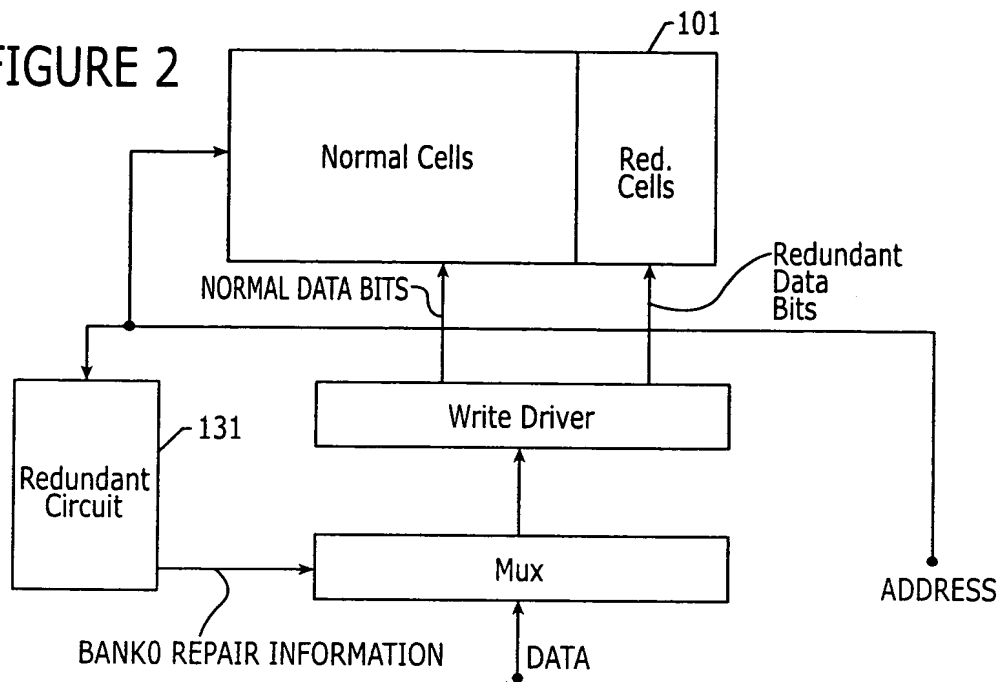 FIGURE 2
101
Normal Cells
Red.
Cells
NORMAL DATA BITS
Redundant
Data
Bits
131
Redundant
Circuit
Write Driver
Mux
ADDRESS
BANK0 REPAIR INFORMATION
DATA